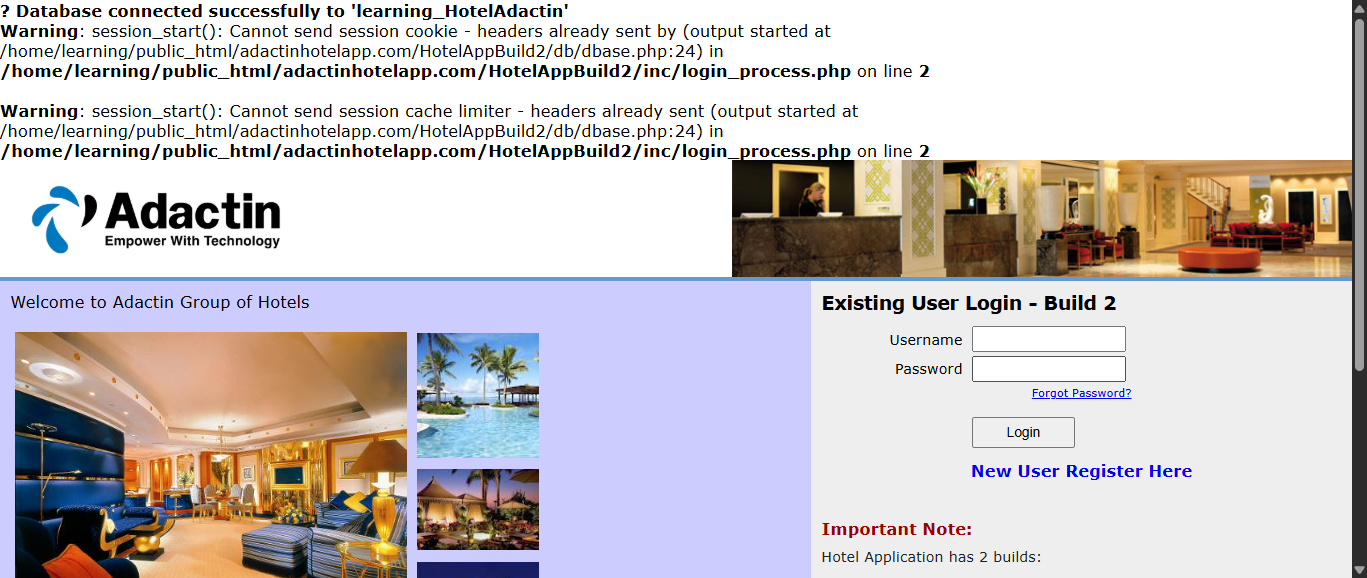 ? Database connected successfully to 'learning_HotelAdactin'
Warning: session_start(): Cannot send session cookie - headers already sent by (output started at
/home/learning/public_html/adactinhotelapp.com/HotelAppBuild2/db/dbase.php:24) in
/home/learning/public_html/adactinhotelapp.com/HotelAppBuild2/inc/login_process.php on line 2
Warning: session_start(): Cannot send session cache limiter - headers already sent (output started at
/home/learning/public_html/adactinhotelapp.com/HotelAppBuild2/db/dbase.php:24) in
/home/learning/public_html/adactinhotelapp.com/HotelAppBuild2/inc/login_process.php on line 2
Adactin
Empower With Technology
Welcome to Adactin Group of Hotels
Existing User Login - Build 2
Username
Password
Forgot Password?
Login
New User Register Here
Important Note:
Hotel Application has 2 builds: